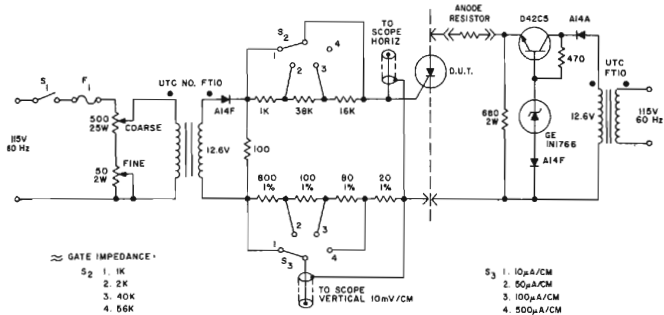 ANODE
RESISTOR
D42C5
A14A
TO
SCOPE
HORIZ
S2
1
2
3
4
470
UTC
FT10
S1
F1
UTC NO. FT10
A14F
1K
38K
16K
D.U.T.
115V
60 Hz
500
25W
COARSE
12.6V
680
2W
GE
1N1766
12.6V
115V
60 Hz
100
FINE
50
2W
A14F
800
1%
100
1%
80
1%
20
1%
1
2
3
4
S3
≈ GATE IMPEDANCE:
S2 1. 1K
2. 2K
3. 40K
4. 56K
TO SCOPE
VERTICAL 10mV/CM
S3 1. 10μA/CM
2. 50μA/CM
3. 100μA/CM
4. 500μA/CM